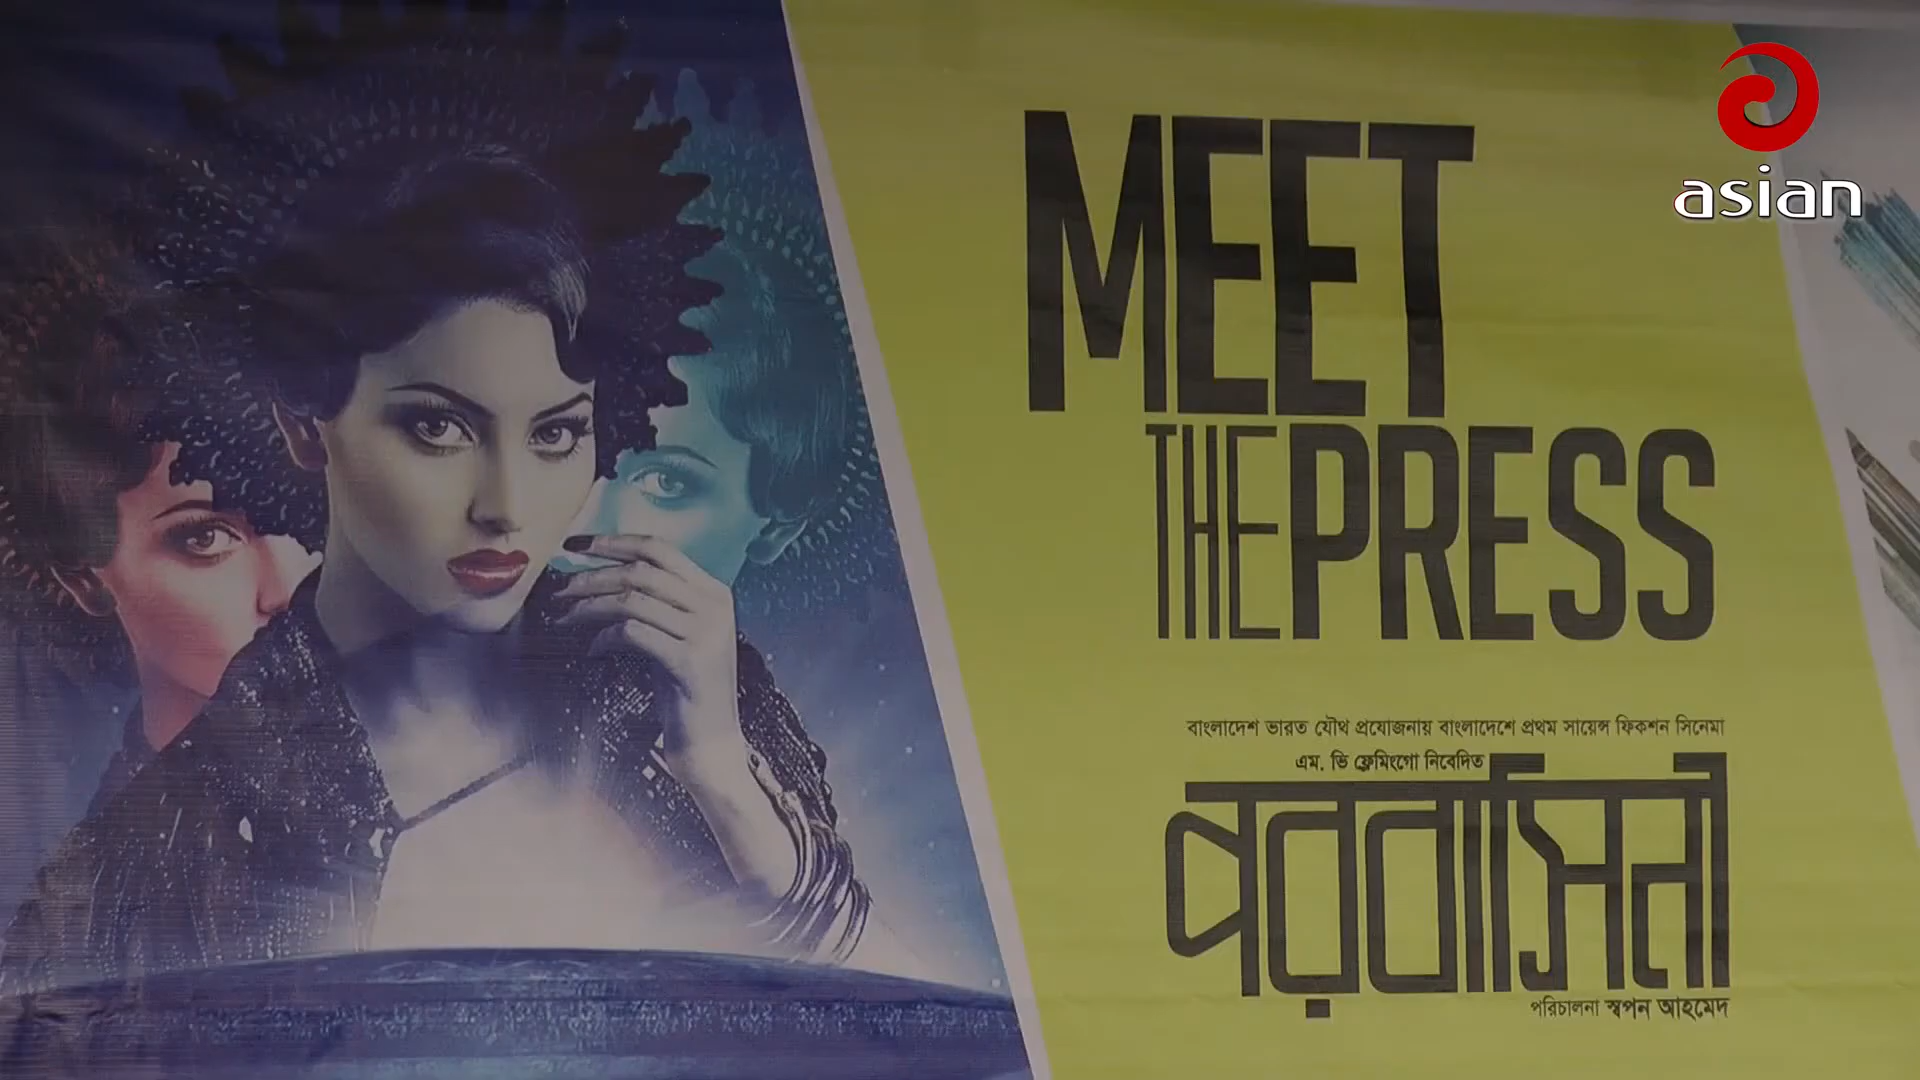 asian
MEET
THE PRESS
বাংলাদেশ ভারত যৌথ প্রযোজনায় বাংলাদেশে প্রথম সায়েন্স ফিকশন সিনেমা
এম. ভি ফ্লেমিংগো নিবেদিত
পরবাসিনী
পরিচালনা স্বপন আহমেদ